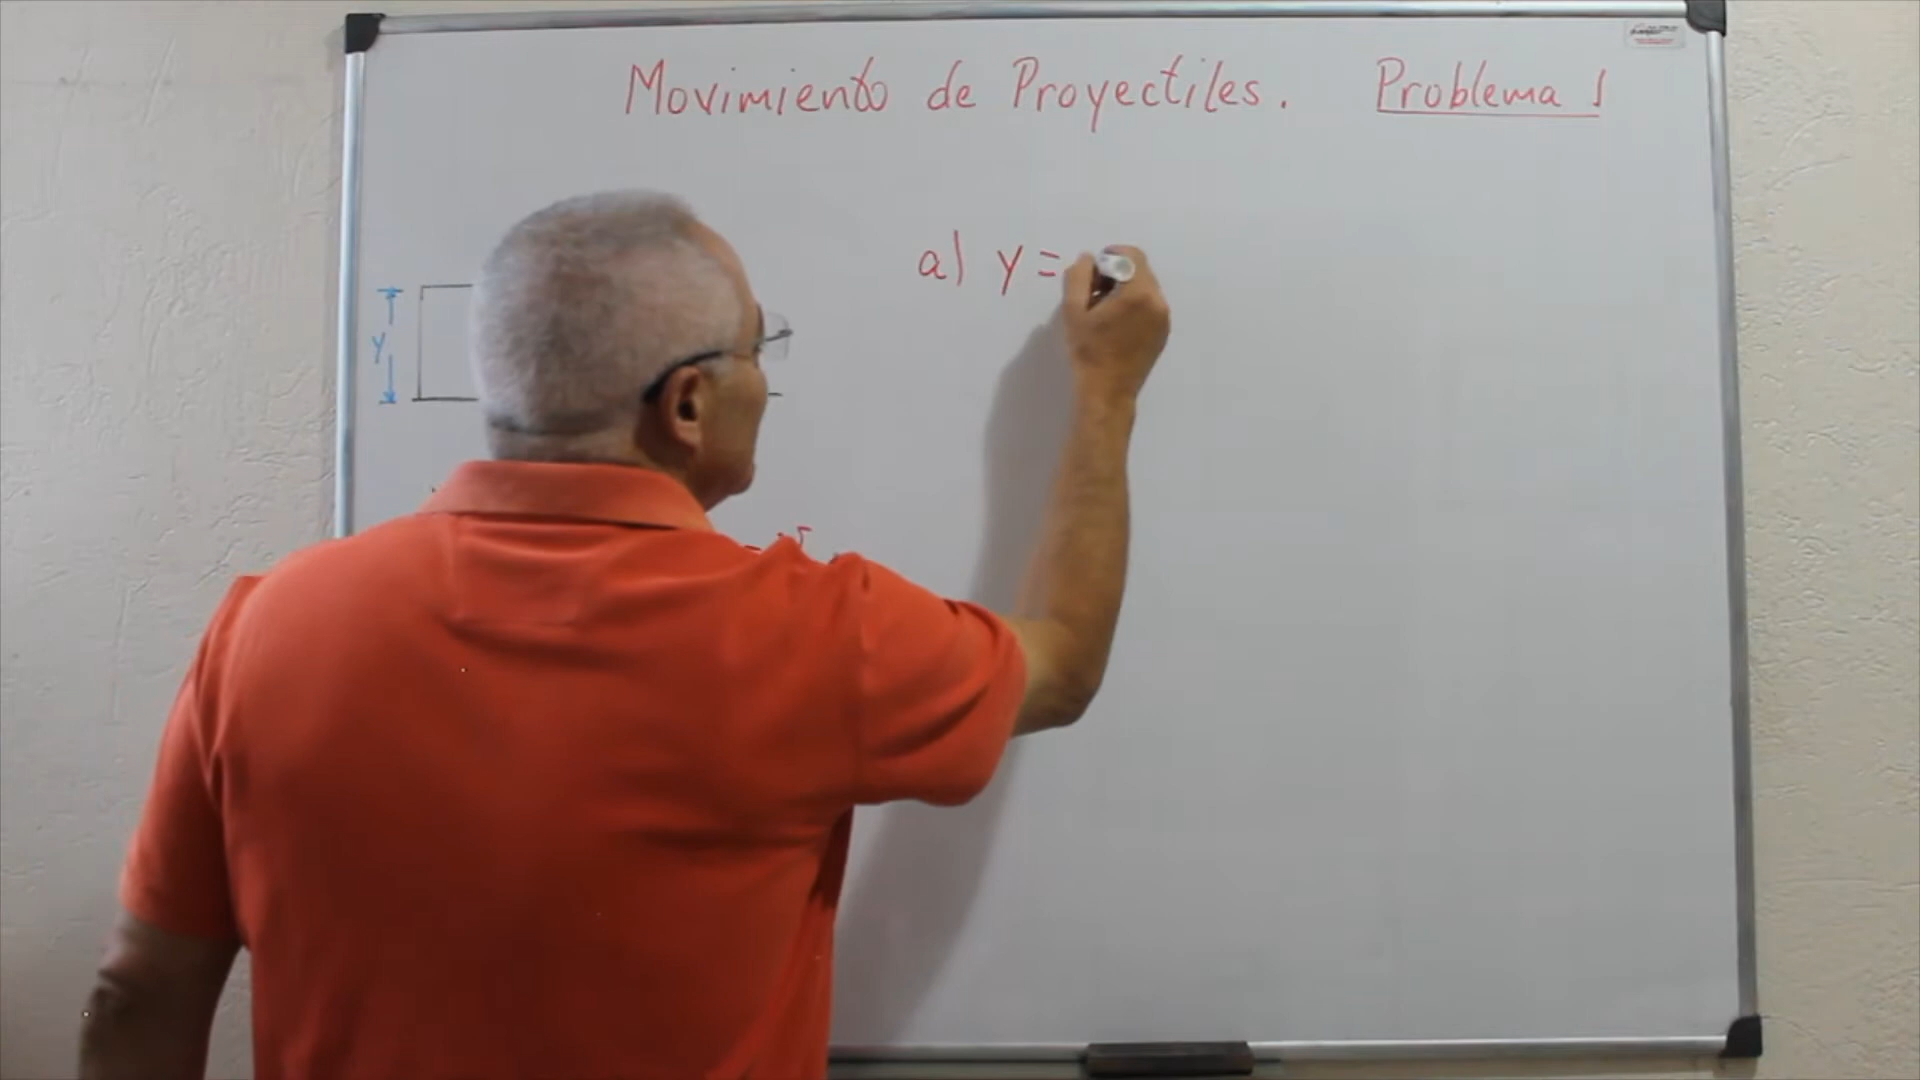 Movimiento de Proyectiles. Problema 1
a) y =
y